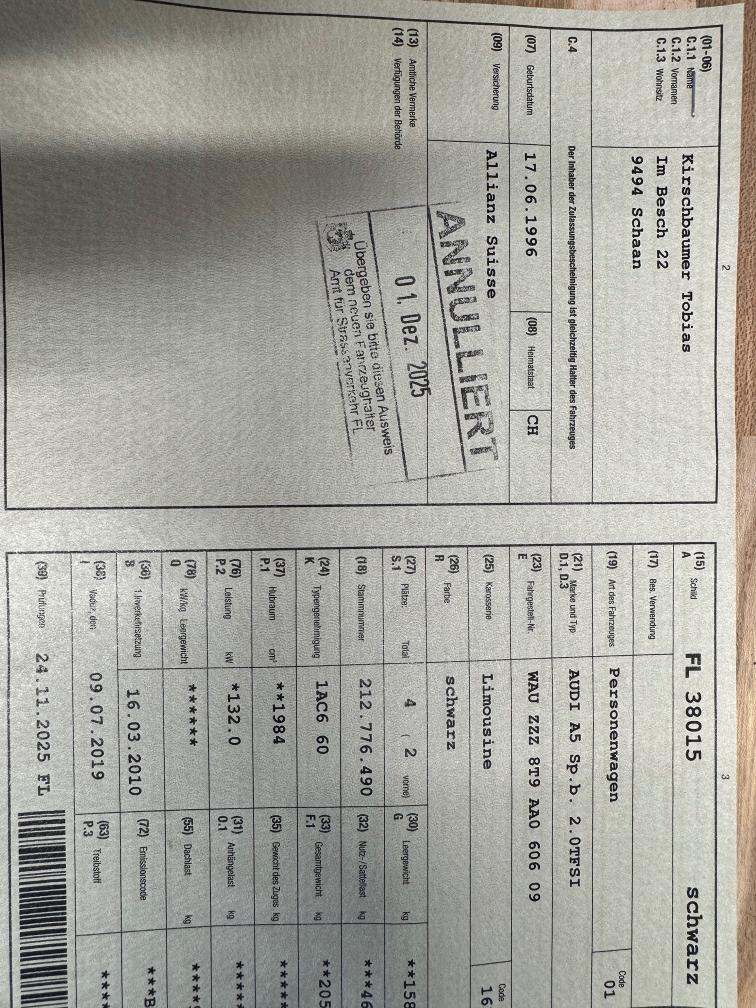 2
(01-06)
C.1.1 Name
C.1.2 Vornamen
C.1.3 Wohnsitz
Kirschbaumer Tobias
Im Besch 22
9494 Schaan
C.4 Der Inhaber der Zulassungsbescheinigung ist gleichzeitig Halter des Fahrzeuges
(07) Geburtsdatum 17.06.1996 (08) Heimatstaat CH
(09) Versicherung Allianz Suisse
(13) Amtliche Vermerke
(14) Verfügungen der Behörde
ANNULLIERT
01. Dez. 2025
Übergeben sie bitte diesen Ausweis
dem neuen Fahrzeughalter
Amt für Strassenverkehr FL
3
(15) Schild A FL 38015 schwarz
(17) Bes. Verwendung
(19) Art des Fahrzeuges Personenwagen Code 01
(21) Marke und Typ D.1, D.3 AUDI A5 Sp.b. 2.0TFSI
(23) Fahrgestell-Nr. E WAU ZZZ 8T9 AA0 606 09
(25) Karosserie Limousine Code 16
(26) Farbe R schwarz
(27) Plätze: Total S.1 4 ( 2 vorne) (30) Leergewicht kg G **158
(18) Stammnummer 212.776.490 (32) Nutz-/Sattellast kg ***46
(24) Typengenehmigung K 1AC6 60 (33) Gesamtgewicht kg F.1 **205
(37) Hubraum cm³ P.1 **1984 (35) Gewicht des Zuges kg *****
(76) Leistung kW P.2 *132.0 (31) Anhängelast kg O.1 *****
(78) kW/kg Leergewicht Q ****** (55) Dachlast kg ****
(36) 1.Inverkehrsetzung B 16.03.2010 (72) Emissionscode ***B
(38) I 09.07.2019 (63) Treibstoff P.3 ****
(39) Prüfungen 24.11.2025 FL